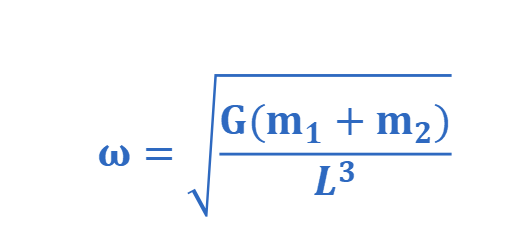 ω = √(G(m₁ + m₂) / L³)